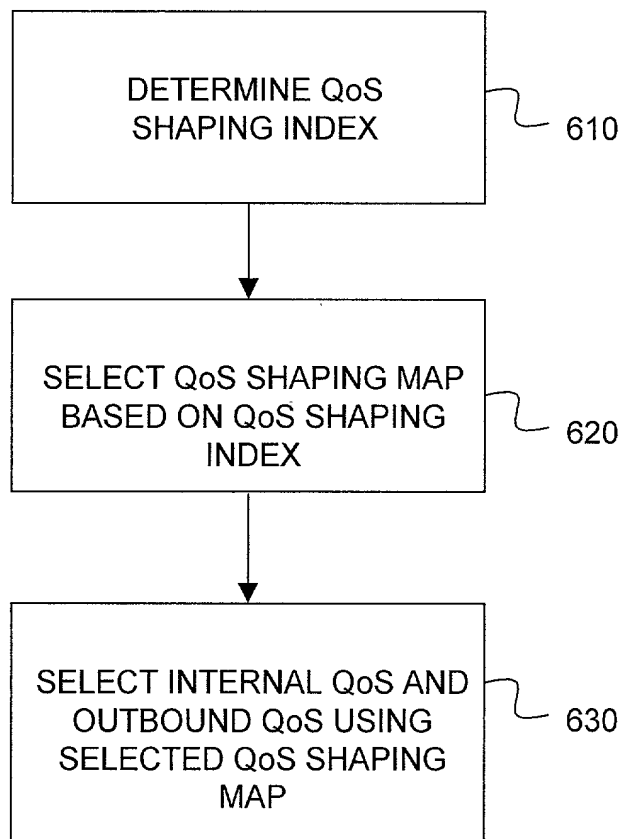 DETERMINE QoS
SHAPING INDEX
610
SELECT QoS SHAPING MAP
BASED ON QoS SHAPING
INDEX
620
SELECT INTERNAL QoS AND
OUTBOUND QoS USING
SELECTED QoS SHAPING
MAP
630